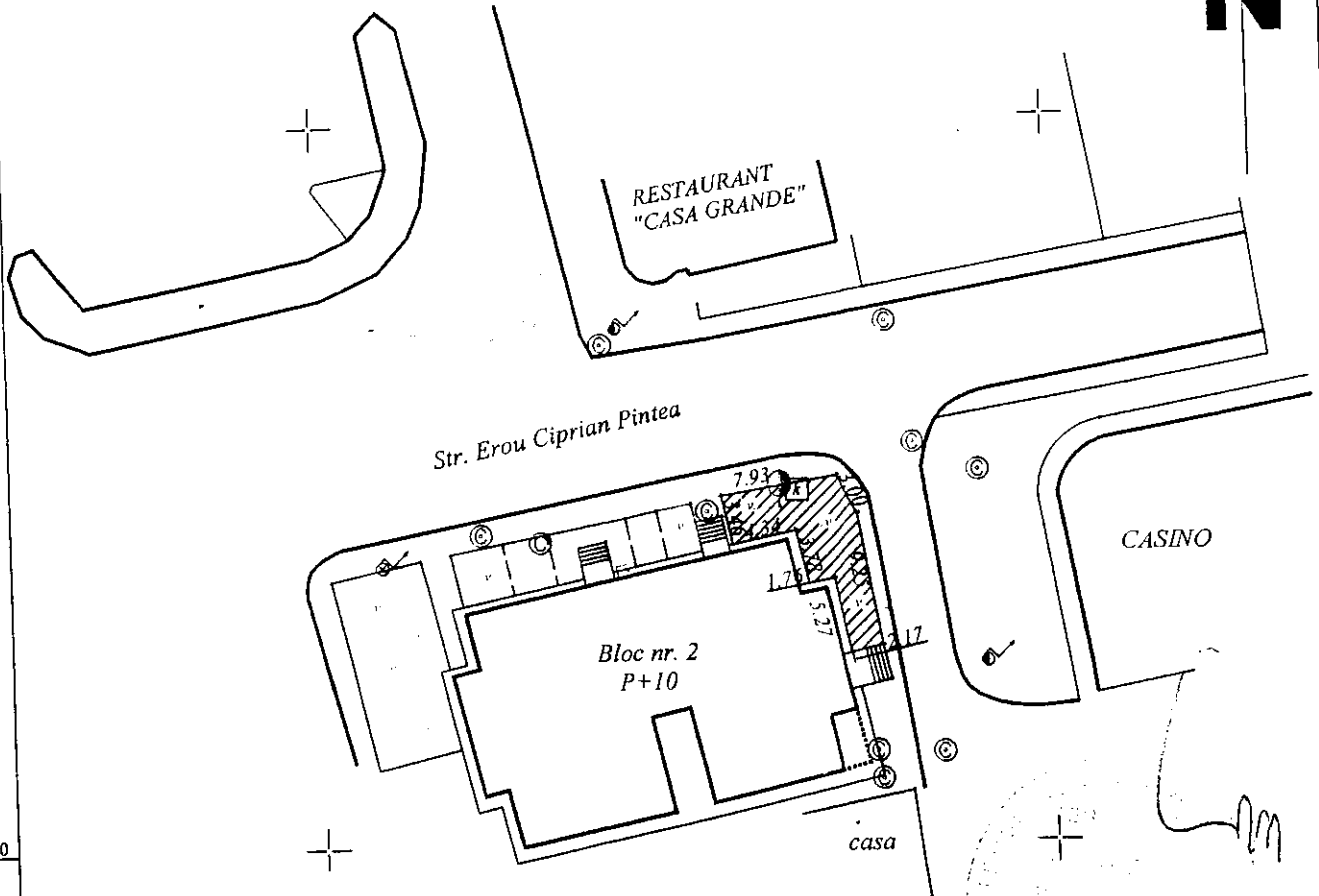 N
RESTAURANT
"CASA GRANDE"
Str. Erou Ciprian Pintea
7.93
k
1.75
5.27
2.17
CASINO
Bloc nr. 2
P+10
casa
0